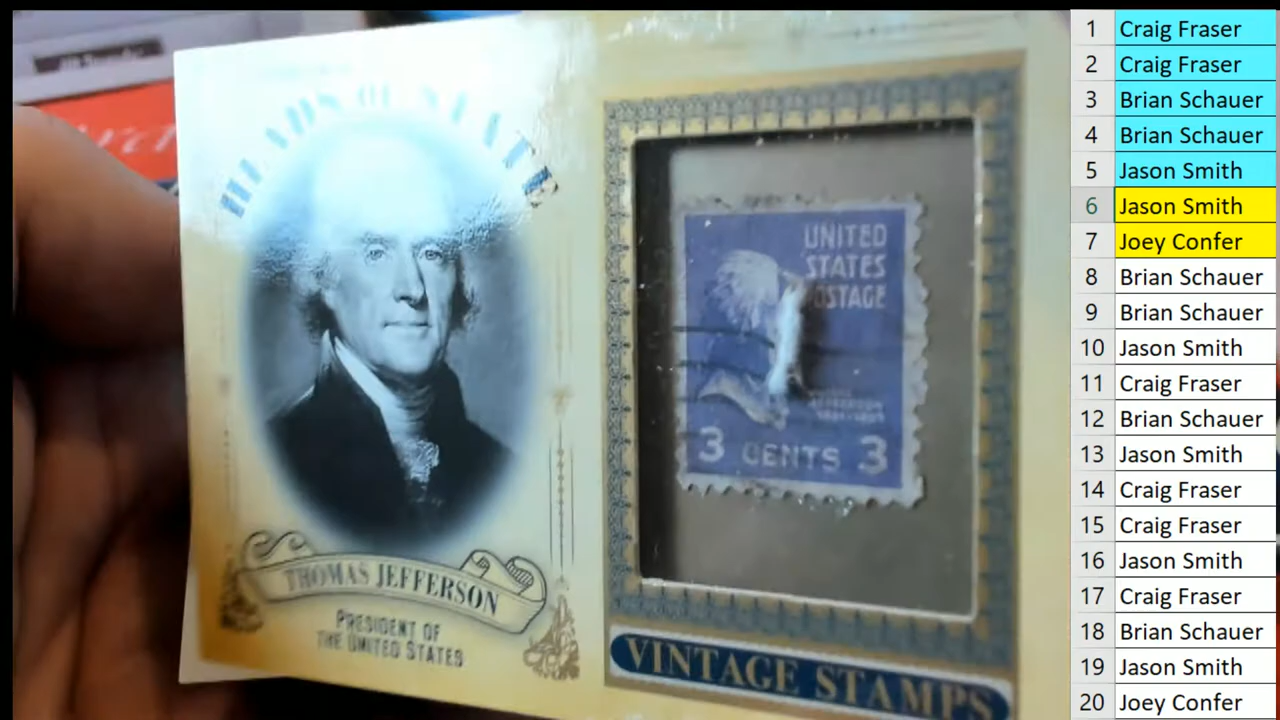 HEADS OF STATE
THOMAS JEFFERSON
PRESIDENT OF
THE UNITED STATES
UNITED
STATES
POSTAGE
JEFFERSON
3 CENTS 3
VINTAGE STAMPS
1 Craig Fraser
2 Craig Fraser
3 Brian Schauer
4 Brian Schauer
5 Jason Smith
6 Jason Smith
7 Joey Confer
8 Brian Schauer
9 Brian Schauer
10 Jason Smith
11 Craig Fraser
12 Brian Schauer
13 Jason Smith
14 Craig Fraser
15 Craig Fraser
16 Jason Smith
17 Craig Fraser
18 Brian Schauer
19 Jason Smith
20 Joey Confer